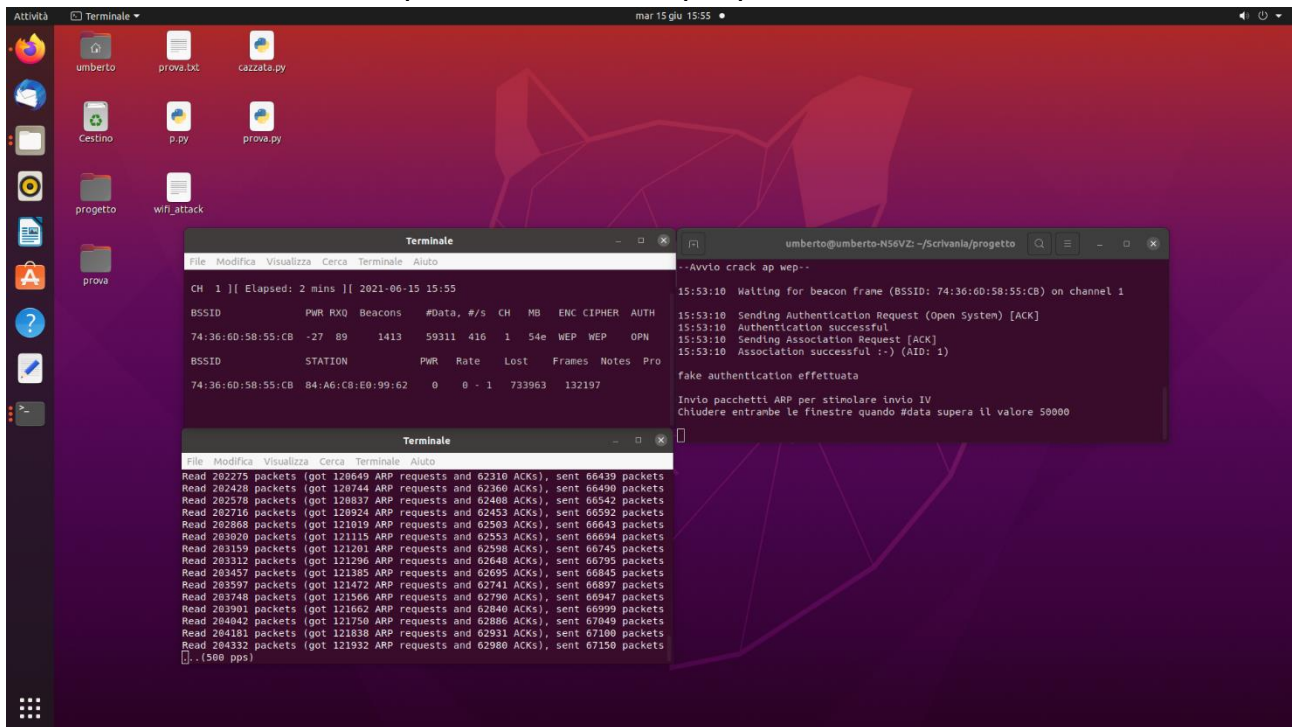 Attività Terminale mar 15 giu 15:55
umberto prova.txt cazzata.py
Cestino p.py prova.py
progetto wifi_attack
prova
Terminale
File Modifica Visualizza Cerca Terminale Aiuto
CH 1 ][ Elapsed: 2 mins ][ 2021-06-15 15:55
BSSID PWR RXQ Beacons #Data, #/s CH MB ENC CIPHER AUTH
74:36:6D:58:55:CB -27 89 1413 59311 416 1 54e WEP WEP OPN
BSSID STATION PWR Rate Lost Frames Notes Pro
74:36:6D:58:55:CB 84:A6:C8:E0:99:62 0 0 - 1 733963 132197
umberto@umberto-N56VZ: ~/Scrivania/progetto
--Avvio crack ap wep--
15:53:10 Waiting for beacon frame (BSSID: 74:36:6D:58:55:CB) on channel 1
15:53:10 Sending Authentication Request (Open System) [ACK]
15:53:10 Authentication successful
15:53:10 Sending Association Request [ACK]
15:53:10 Association successful :-) (AID: 1)
fake authentication effettuata
Invio pacchetti ARP per stimolare invio IV
Chiudere entrambe le finestre quando #data supera il valore 50000
Terminale
File Modifica Visualizza Cerca Terminale Aiuto
Read 202275 packets (got 120649 ARP requests and 62310 ACKs), sent 66439 packets
Read 202428 packets (got 120744 ARP requests and 62360 ACKs), sent 66490 packets
Read 202578 packets (got 120837 ARP requests and 62408 ACKs), sent 66542 packets
Read 202716 packets (got 120924 ARP requests and 62453 ACKs), sent 66592 packets
Read 202868 packets (got 121019 ARP requests and 62503 ACKs), sent 66643 packets
Read 203020 packets (got 121115 ARP requests and 62553 ACKs), sent 66694 packets
Read 203159 packets (got 121201 ARP requests and 62598 ACKs), sent 66745 packets
Read 203312 packets (got 121296 ARP requests and 62648 ACKs), sent 66795 packets
Read 203457 packets (got 121385 ARP requests and 62695 ACKs), sent 66845 packets
Read 203597 packets (got 121472 ARP requests and 62741 ACKs), sent 66897 packets
Read 203748 packets (got 121566 ARP requests and 62790 ACKs), sent 66947 packets
Read 203901 packets (got 121662 ARP requests and 62840 ACKs), sent 66999 packets
Read 204042 packets (got 121750 ARP requests and 62886 ACKs), sent 67049 packets
Read 204181 packets (got 121838 ARP requests and 62931 ACKs), sent 67100 packets
Read 204332 packets (got 121932 ARP requests and 62980 ACKs), sent 67150 packets
...(500 pps)